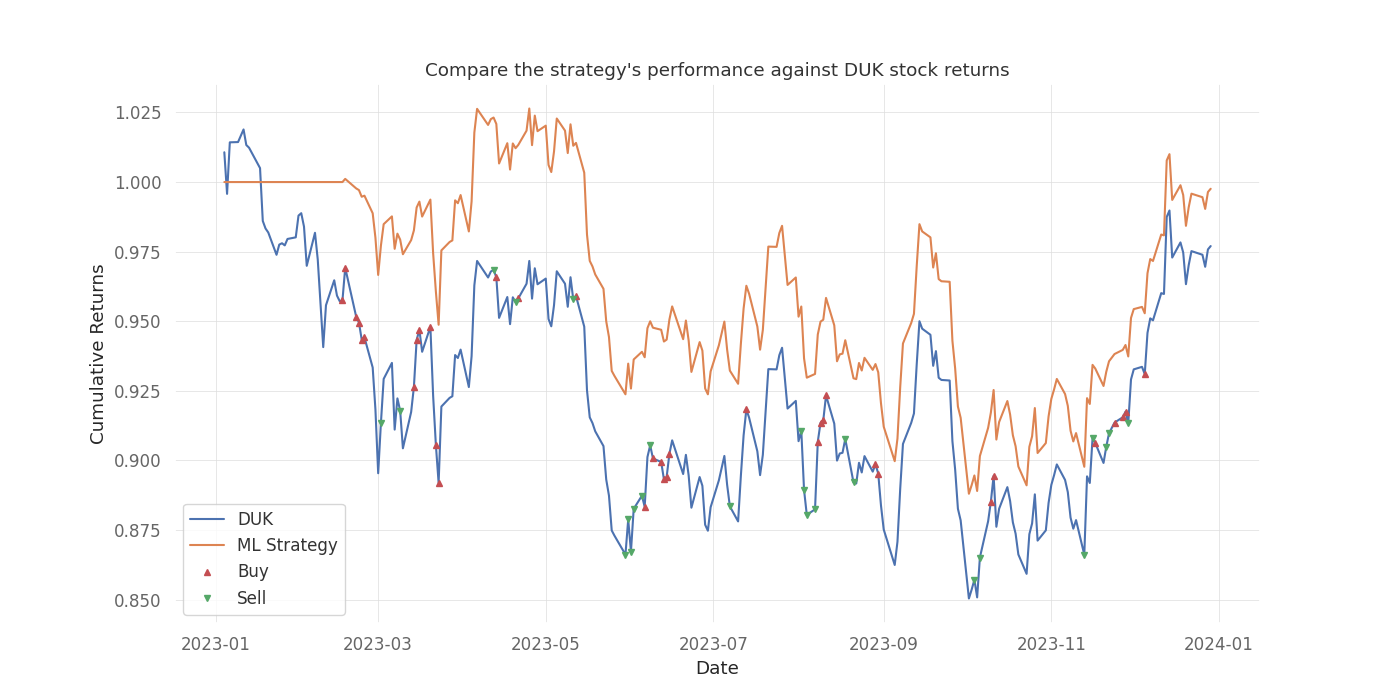 Compare the strategy's performance against DUK stock returns
Cumulative Returns
1.025
1.000
0.975
0.950
0.925
0.900
0.875
0.850
DUK
ML Strategy
Buy
Sell
2023-01 2023-03 2023-05 2023-07 2023-09 2023-11 2024-01
Date